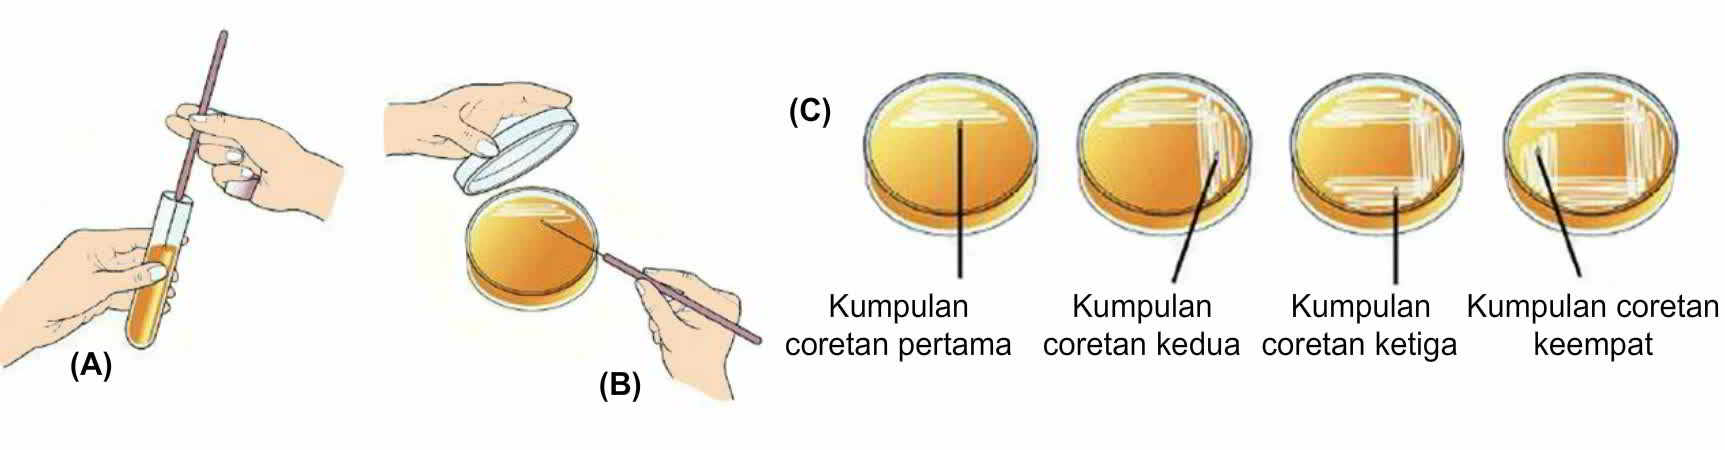 (A)
(B)
(C)
Kumpulan
coretan pertama
Kumpulan
coretan kedua
Kumpulan
coretan ketiga
Kumpulan coretan
keempat